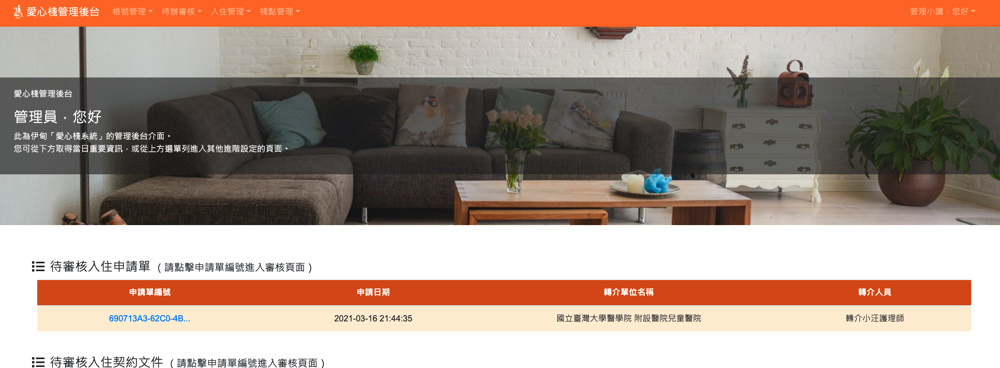 愛心棧管理後台 帳號管理 待辦審核 入住管理 棧點管理 管理小讀，您好
愛心棧管理後台
管理員，您好
此為伊甸「愛心棧系統」的管理後台介面。
您可從下方取得當日重要資訊，或從上方選單列進入其他進階設定的頁面。
待審核入住申請單 （請點擊申請單編號進入審核頁面）
申請單編號 申請日期 轉介單位名稱 轉介人員
690713A3-62C0-4B... 2021-03-16 21:44:35 國立臺灣大學醫學院 附設醫院兒童醫院 轉介小汪護理師
待審核入住契約文件 （請點擊申請單編號進入審核頁面）